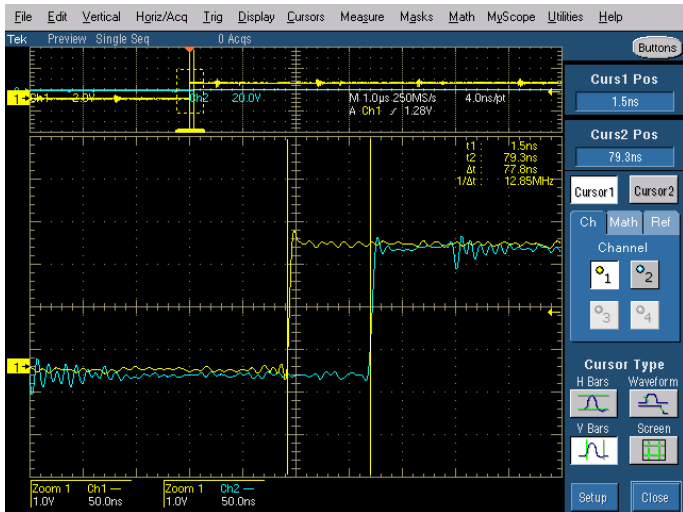 File Edit Vertical Horiz/Acq Trig Display Cursors Measure Masks Math MyScope Utilities Help
Tek Preview Single Seq 0 Acqs
Buttons
1 Ch1 2.0V Ch2 20.0V M 1.0µs 250MS/s 4.0ns/pt
A Ch1 1.28V
t1 : 1.5ns
t2 : 79.3ns
Δt : 77.8ns
1/Δt : 12.85MHz
1
Zoom 1 Ch1 Zoom 1 Ch2
1.0V 50.0ns 1.0V 50.0ns
Curs1 Pos
1.5ns
Curs2 Pos
79.3ns
Cursor1 Cursor2
Ch Math Ref
Channel
1 2
3 4
Cursor Type
H Bars Waveform
V Bars Screen
Setup Close